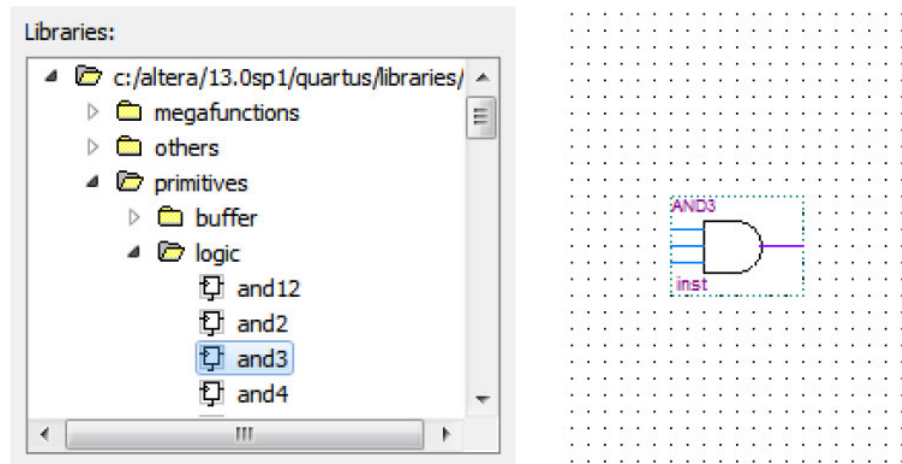 Libraries:
c:/altera/13.0sp1/quartus/libraries/
megafunctions
others
primitives
buffer
logic
and12
and2
and3
and4
AND3
inst